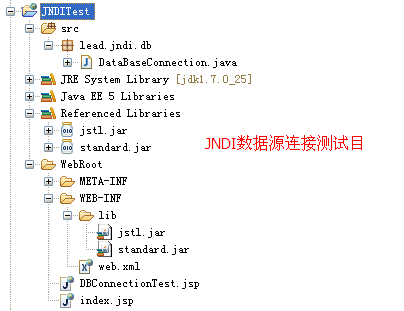 JNDITest
src
lead.jndi.db
DataBaseConnection.java
JRE System Library [jdk1.7.0_25]
Java EE 5 Libraries
Referenced Libraries
jstl.jar
standard.jar
JNDI数据源连接测试目
WebRoot
META-INF
WEB-INF
lib
jstl.jar
standard.jar
web.xml
DBConnectionTest.jsp
index.jsp